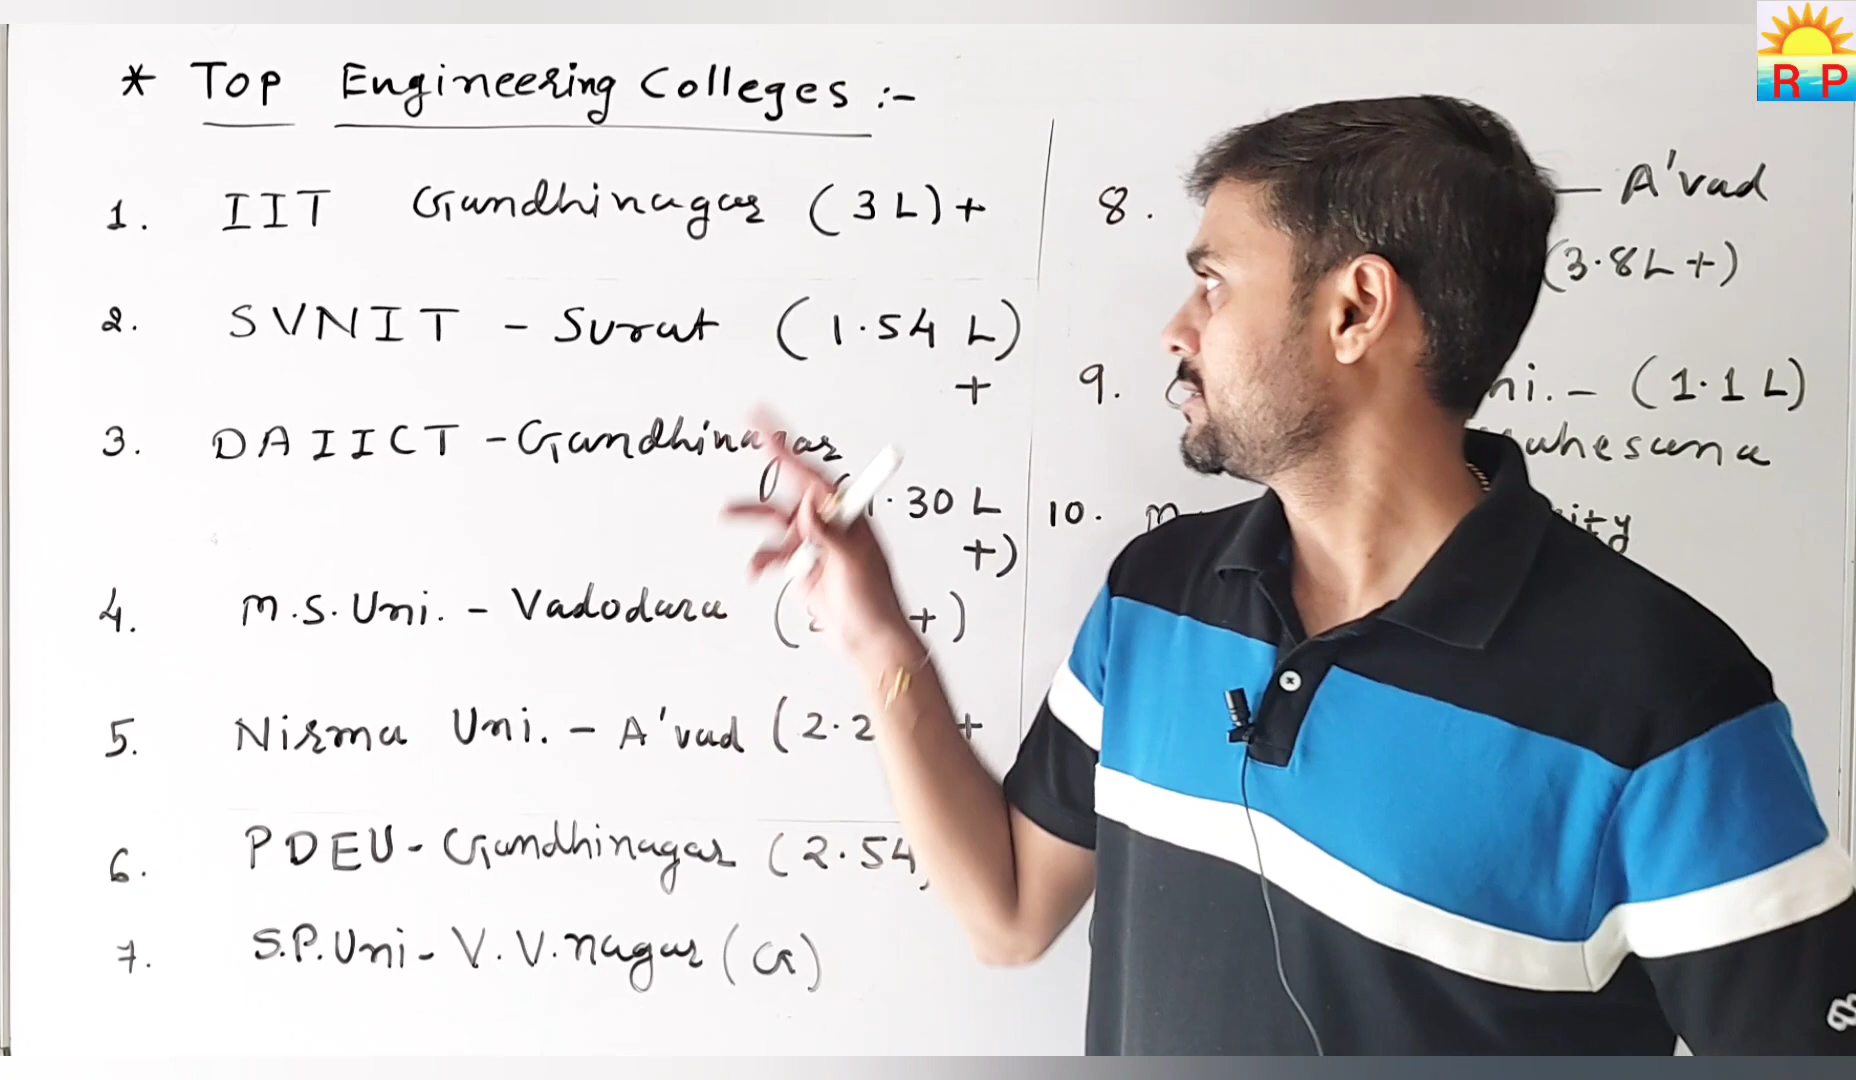 * Top Engineering Colleges :-
1. IIT Gandhinagar (3 L)+
2. SVNIT - Surat (1.54 L)
+
3. DAIICT - Gandhinagar
.30 L
+)
4. M.S. Uni. - Vadodara ( +)
5. Nirma Uni. - A'vad (2.2 +
6. PDEU - Gandhinagar (2.54
7. S.P. Uni - V.V. nagar (G)
8. - A'vad
(3.8L +)
9. ni. - (1.1 L)
Mahesana
10.
R P